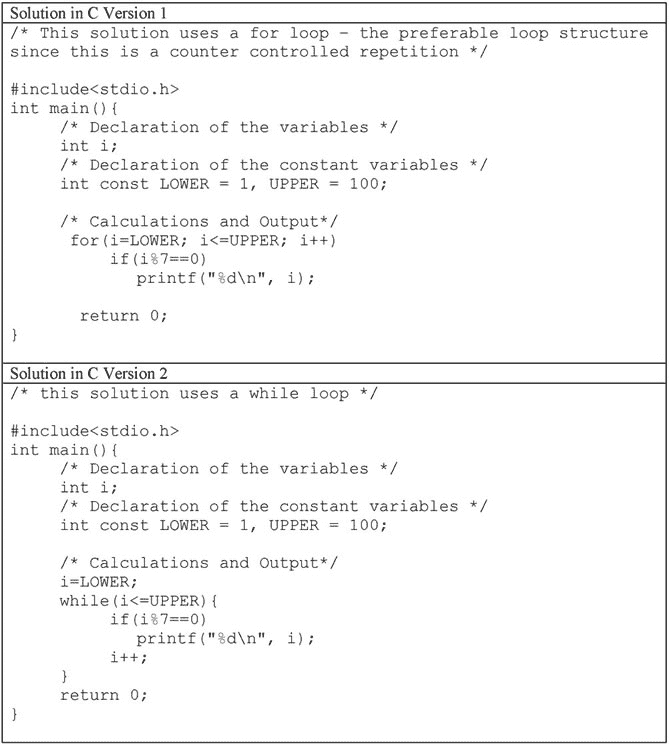 Solution in C Version 1
/* This solution uses a for loop – the preferable loop structure
since this is a counter controlled repetition */
#include<stdio.h>
int main(){
/* Declaration of the variables */
int i;
/* Declaration of the constant variables */
int const LOWER = 1, UPPER = 100;
/* Calculations and Output*/
for(i=LOWER; i<=UPPER; i++)
if(i%7==0)
printf("%d\n", i);
return 0;
}
Solution in C Version 2
/* this solution uses a while loop */
#include<stdio.h>
int main(){
/* Declaration of the variables */
int i;
/* Declaration of the constant variables */
int const LOWER = 1, UPPER = 100;
/* Calculations and Output*/
i=LOWER;
while(i<=UPPER){
if(i%7==0)
printf("%d\n", i);
i++;
}
return 0;
}